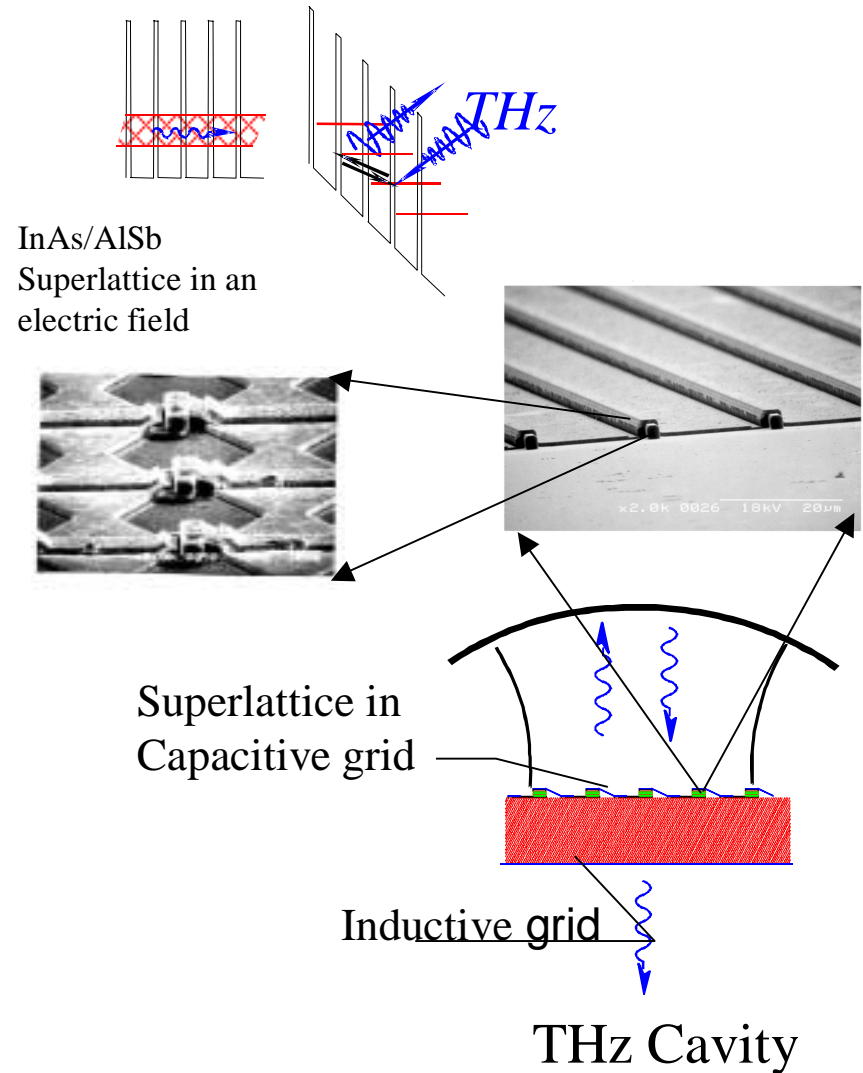 THz
InAs/AlSb
Superlattice in an
electric field
x2.0k 0026 18kV 20µm
Superlattice in
Capacitive grid
Inductive grid
THz Cavity